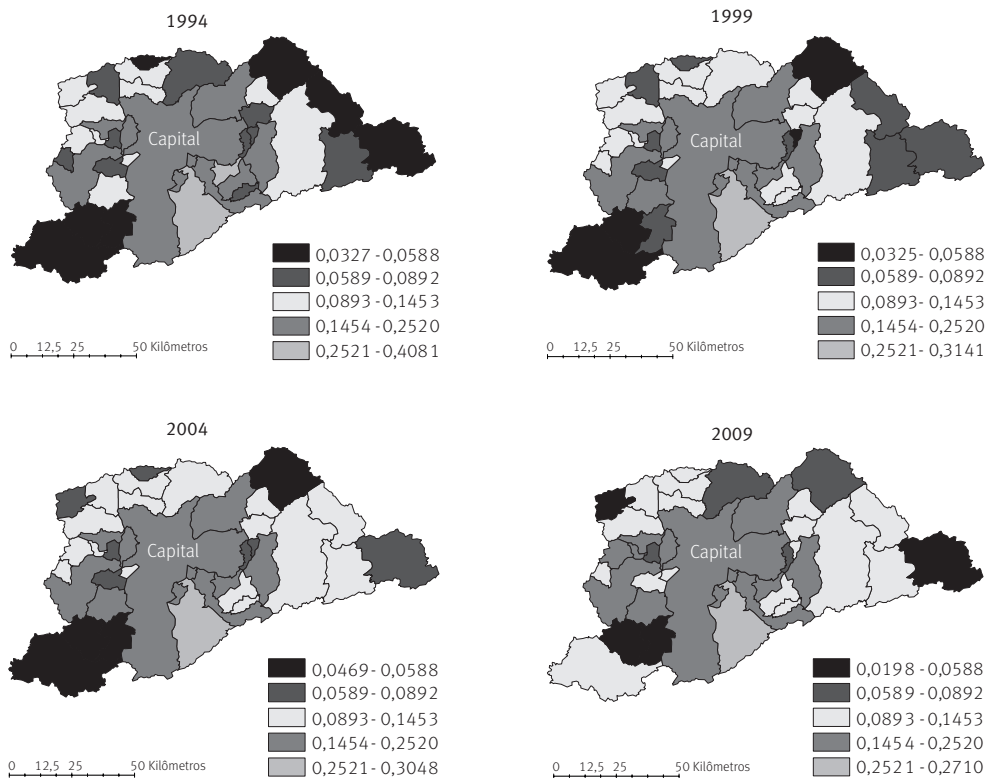 1994
Capital
0,0327 - 0,0588
0,0589 - 0,0892
0,0893 - 0,1453
0,1454 - 0,2520
0,2521 - 0,4081
0 12,5 25 50 Kilômetros
1999
Capital
0,0325- 0,0588
0,0589- 0,0892
0,0893- 0,1453
0,1454- 0,2520
0,2521- 0,3141
0 12,5 25 50 Kilômetros
2004
Capital
0,0469- 0,0588
0,0589- 0,0892
0,0893- 0,1453
0,1454- 0,2520
0,2521- 0,3048
0 12,5 25 50 Kilômetros
2009
Capital
0,0198 - 0,0588
0,0589- 0,0892
0,0893- 0,1453
0,1454- 0,2520
0,2521- 0,2710
0 12,5 25 50 Kilômetros